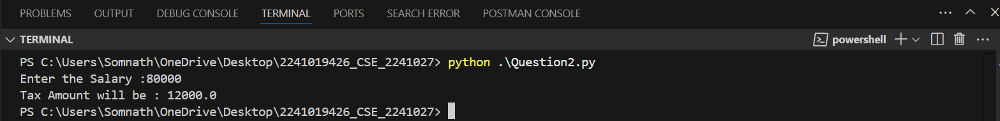 PROBLEMS OUTPUT DEBUG CONSOLE TERMINAL PORTS SEARCH ERROR POSTMAN CONSOLE
TERMINAL powershell
PS C:\Users\Somnath\OneDrive\Desktop\2241019426_CSE_2241027> python .\Question2.py
Enter the Salary :80000
Tax Amount will be : 12000.0
PS C:\Users\Somnath\OneDrive\Desktop\2241019426_CSE_2241027>